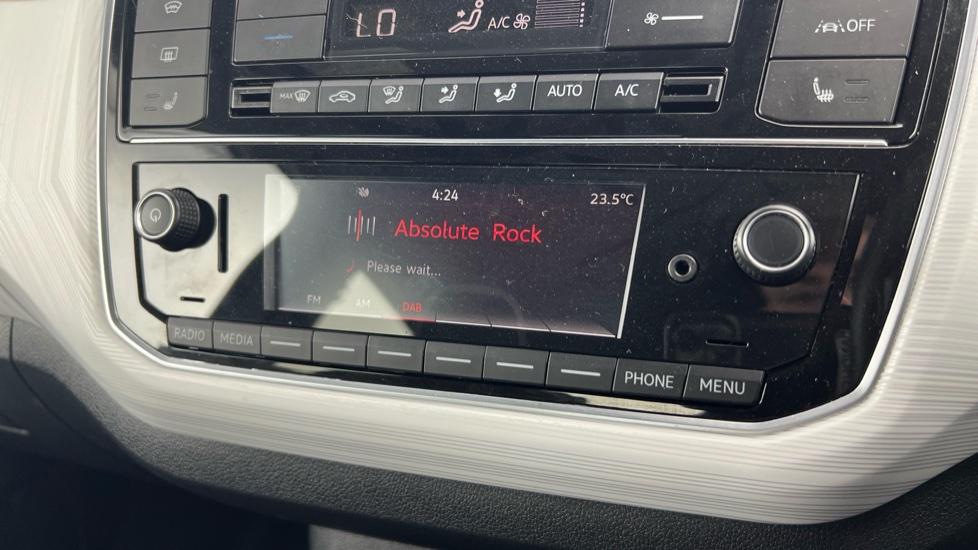 LO A/C OFF
MAX AUTO A/C
4:24 23.5°C
Absolute Rock
Please wait...
FM AM DAB
RADIO MEDIA PHONE MENU